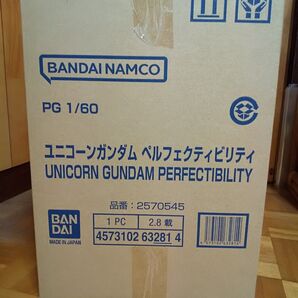 BANDAI NAMCO
PG 1/60
ユニコーンガンダム ペルフェクティビリティ
UNICORN GUNDAM PERFECTIBILITY
品番：2570545
BAN
DAI
MADE IN JAPAN
1 PC
2.8 載
4573102 63281 4